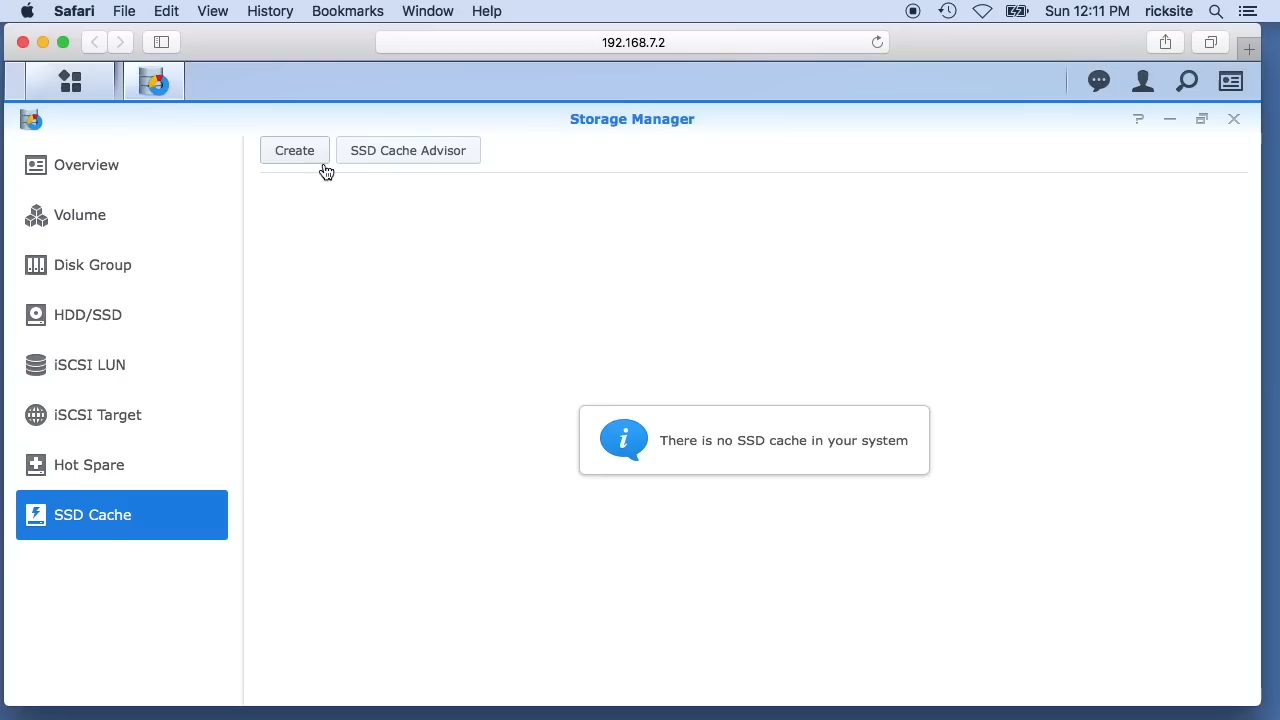 Safari File Edit View History Bookmarks Window Help Sun 12:11 PM ricksite
192.168.7.2
Storage Manager
Create SSD Cache Advisor
Overview
Volume
Disk Group
HDD/SSD
iSCSI LUN
iSCSI Target
Hot Spare
SSD Cache
There is no SSD cache in your system